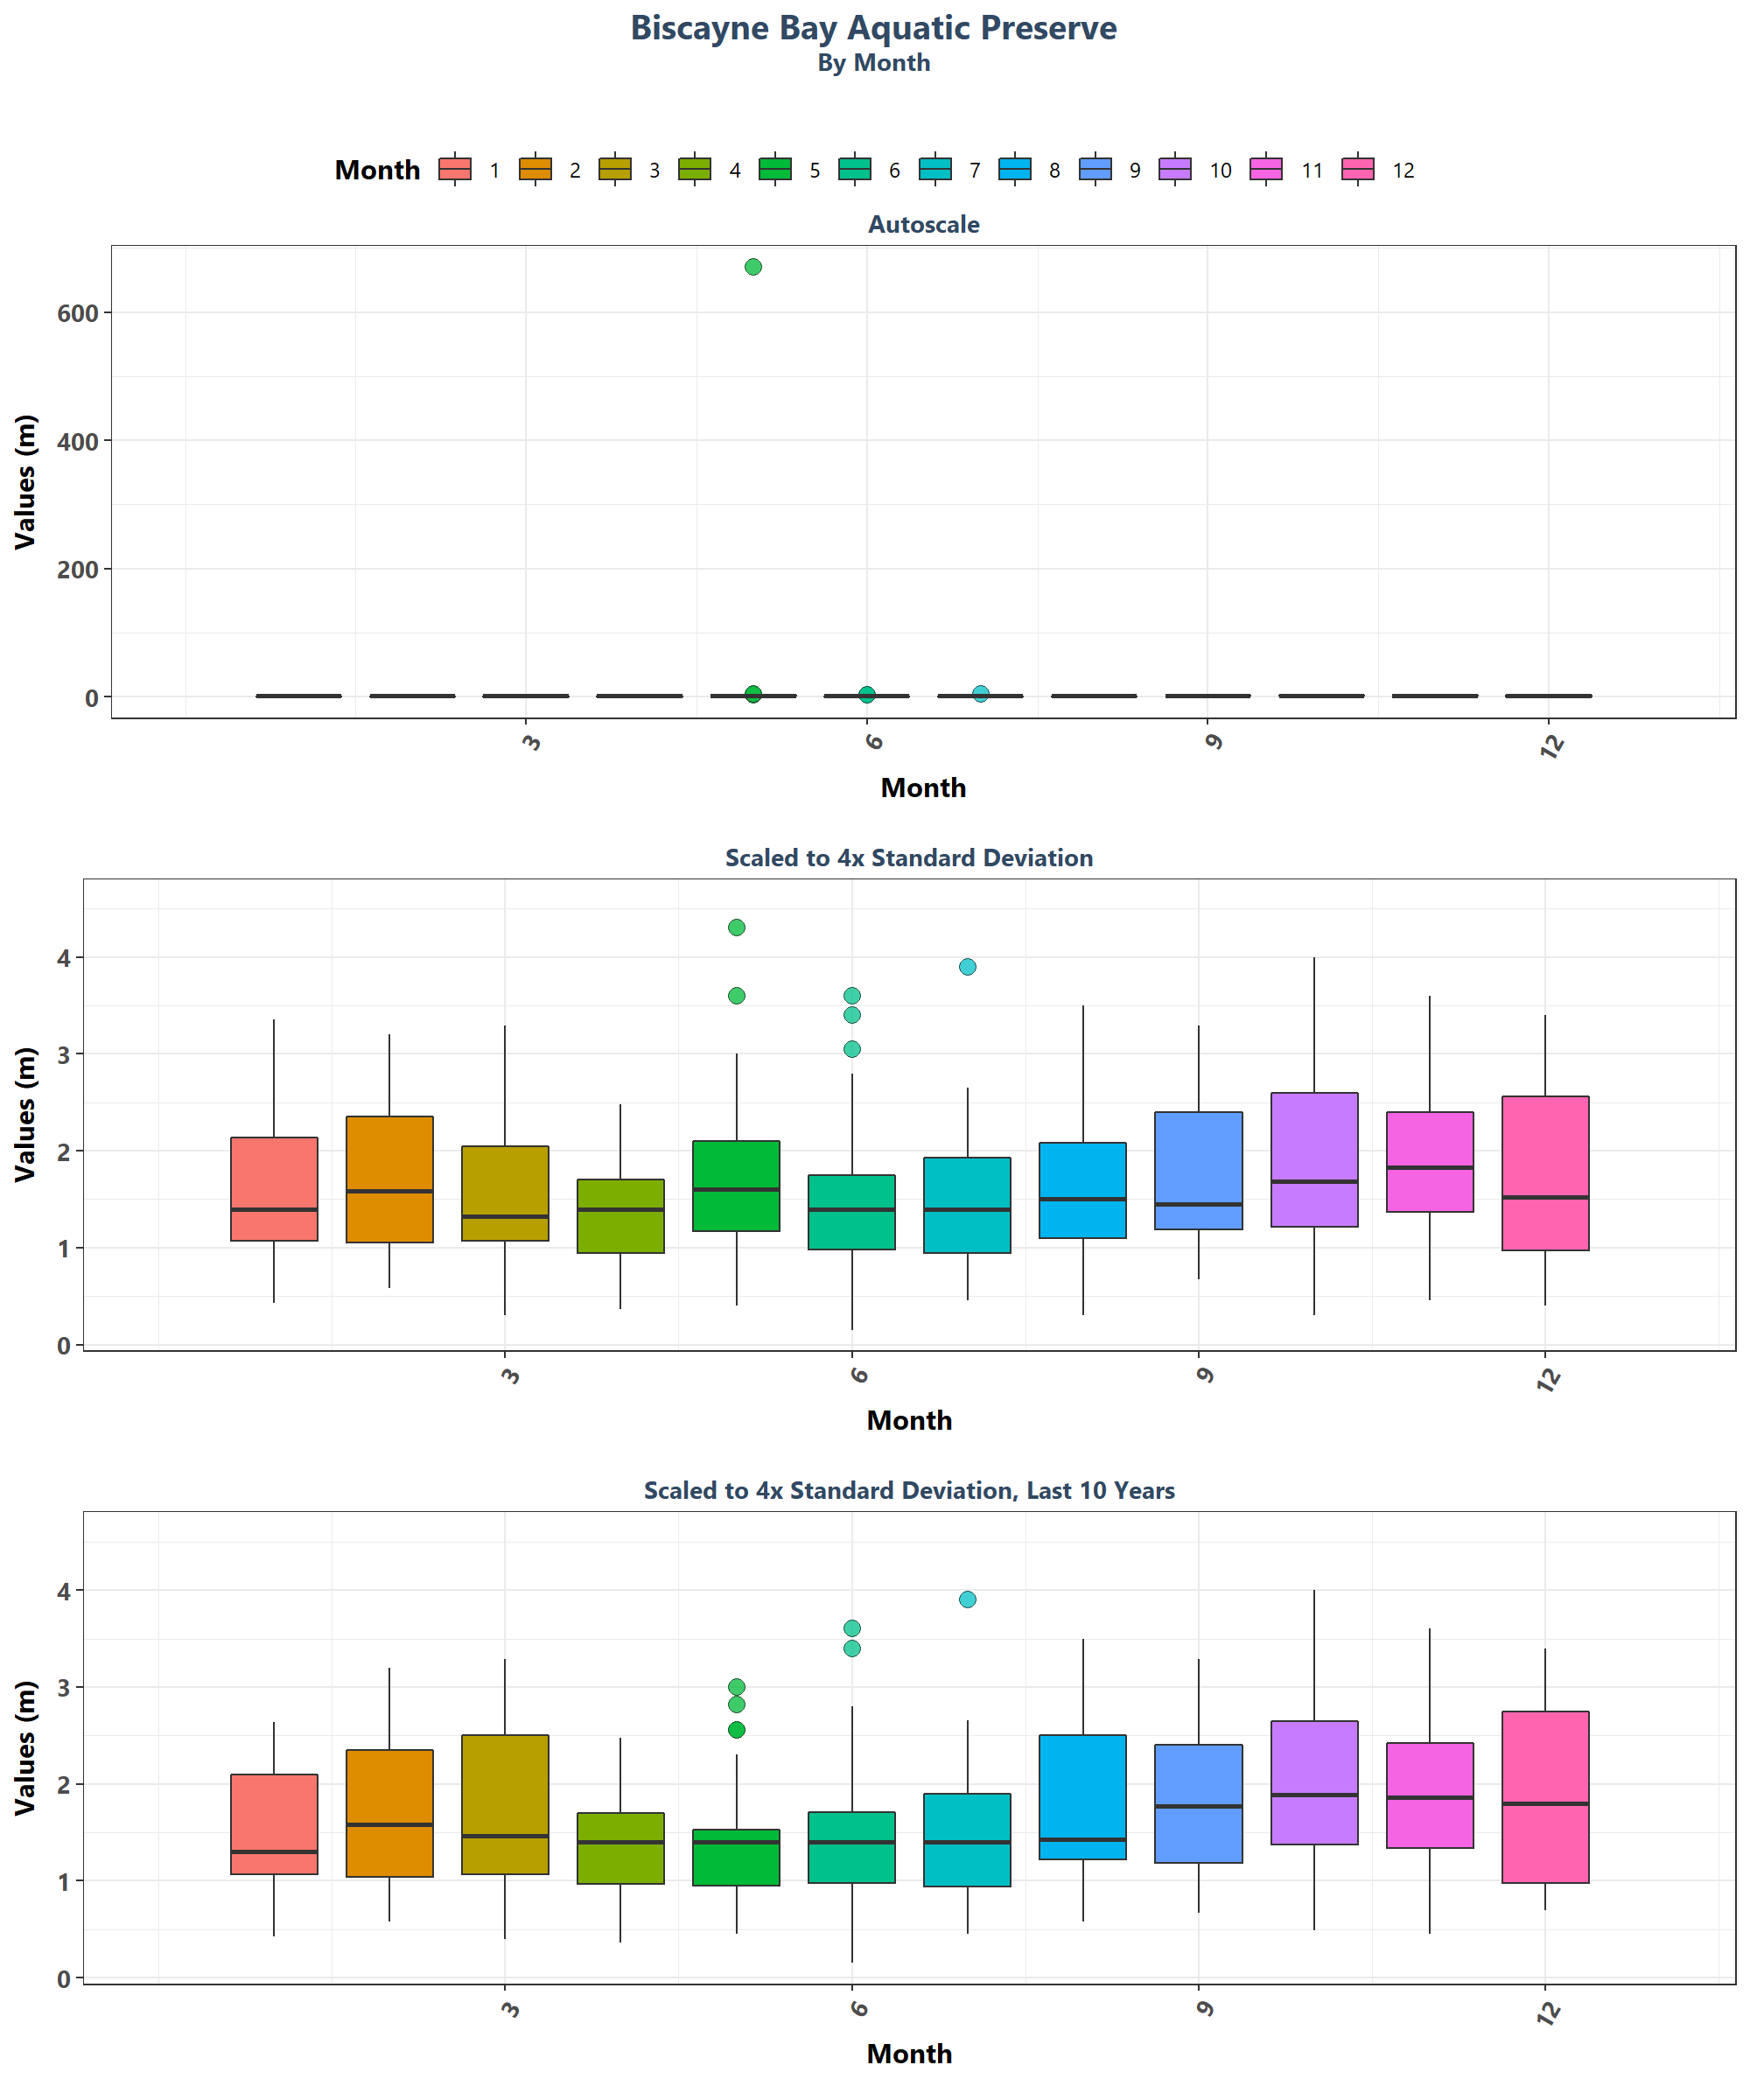 Biscayne Bay Aquatic Preserve
By Month
Month 1 2 3 4 5 6 7 8 9 10 11 12
Autoscale
Values (m)
600
400
200
0
3 6 9 12
Month
Scaled to 4x Standard Deviation
Values (m)
4
3
2
1
0
3 6 9 12
Month
Scaled to 4x Standard Deviation, Last 10 Years
Values (m)
4
3
2
1
0
3 6 9 12
Month